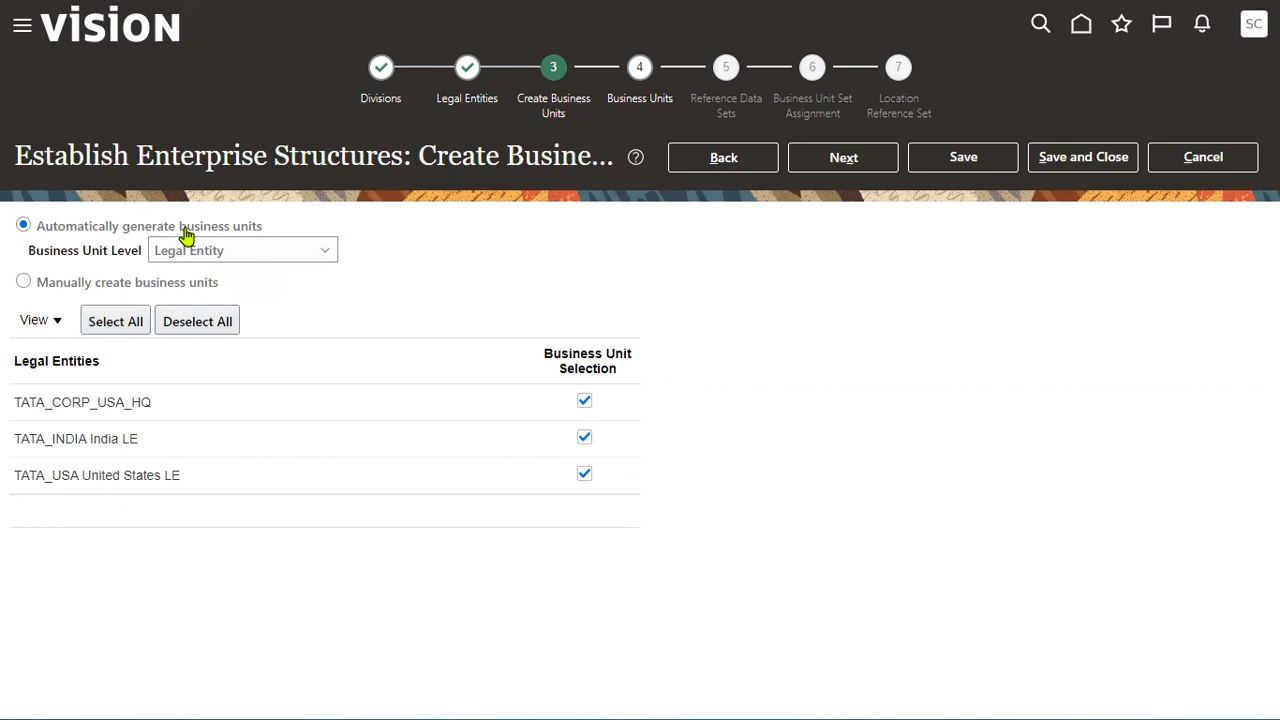 VISION
SC
3
4
5
6
7
Divisions
Legal Entities
Create Business
Units
Business Units
Reference Data
Sets
Business Unit Set
Assignment
Location
Reference Set
Establish Enterprise Structures: Create Busine...
?
Back
Next
Save
Save and Close
Cancel
Automatically generate business units
Business Unit Level
Legal Entity
Manually create business units
View
Select All
Deselect All
Legal Entities
Business Unit
Selection
TATA_CORP_USA_HQ
TATA_INDIA India LE
TATA_USA United States LE